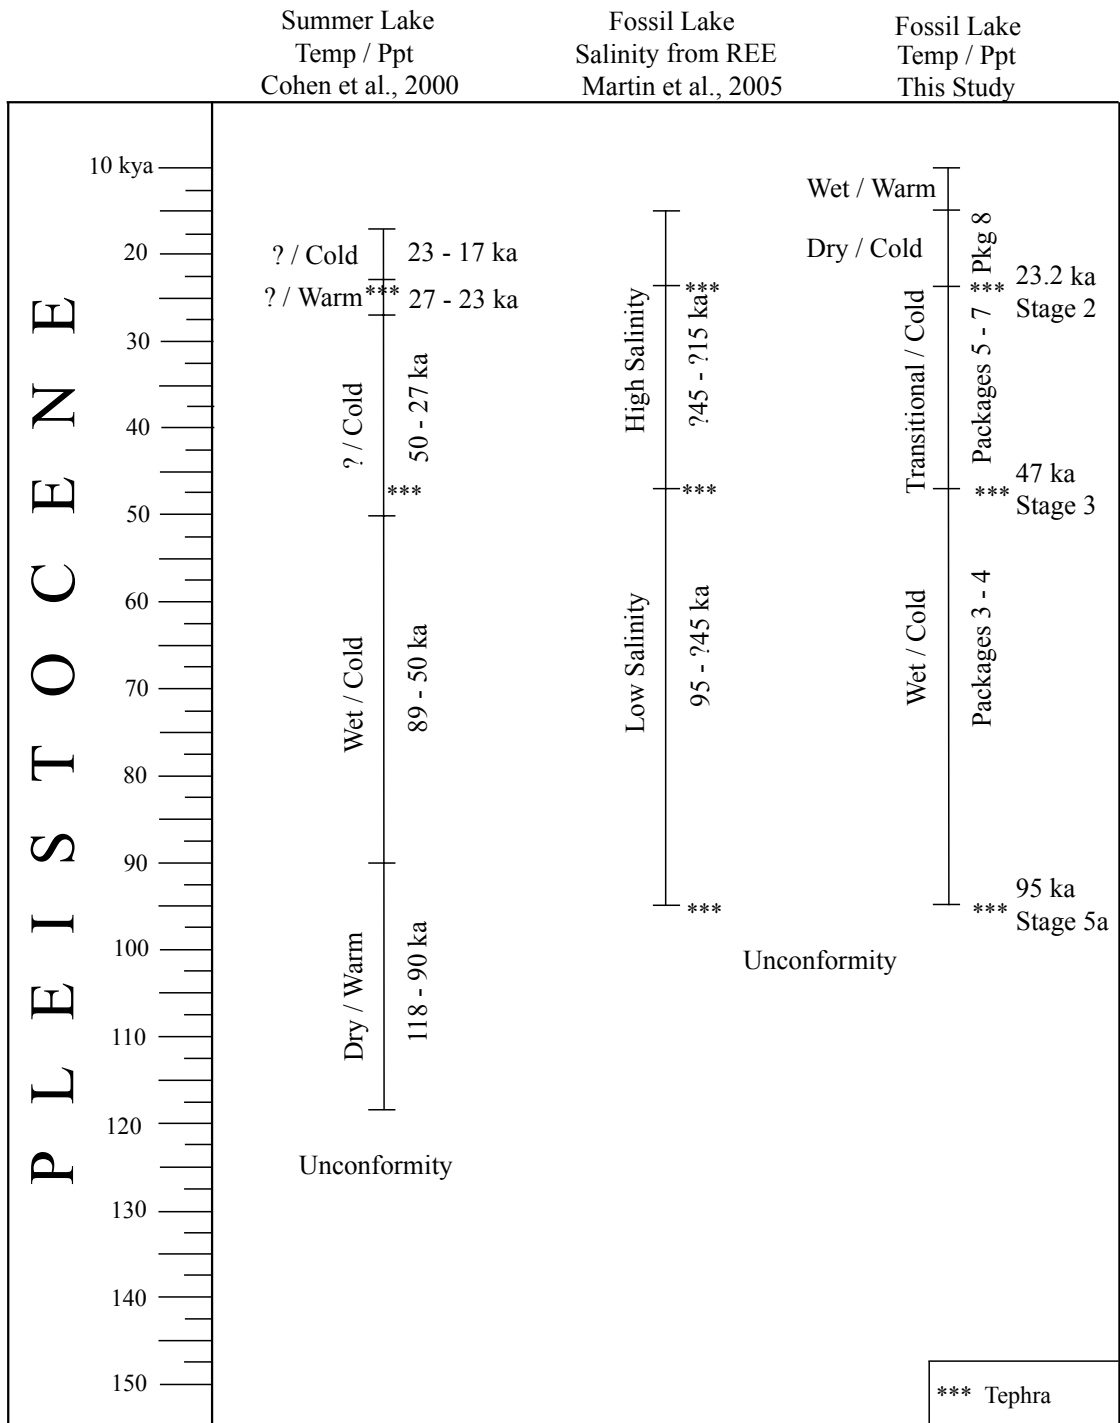 Summer Lake
Temp / Ppt
Cohen et al., 2000
Fossil Lake
Salinity from REE
Martin et al., 2005
Fossil Lake
Temp / Ppt
This Study
PLEISTOCENE
10 kya
20
30
40
50
60
70
80
90
100
110
120
130
140
150
? / Cold
23 - 17 ka
? / Warm
***
27 - 23 ka
? / Cold
50 - 27 ka
***
Wet / Cold
89 - 50 ka
Dry / Warm
118 - 90 ka
Unconformity
***
High Salinity
?45 - ?15 ka
***
Low Salinity
95 - ?45 ka
***
Unconformity
Wet / Warm
Dry / Cold
Pkg 8
***
23.2 ka
Stage 2
Transitional / Cold
Packages 5 - 7
***
47 ka
Stage 3
Wet / Cold
Packages 3 - 4
***
95 ka
Stage 5a
*** Tephra